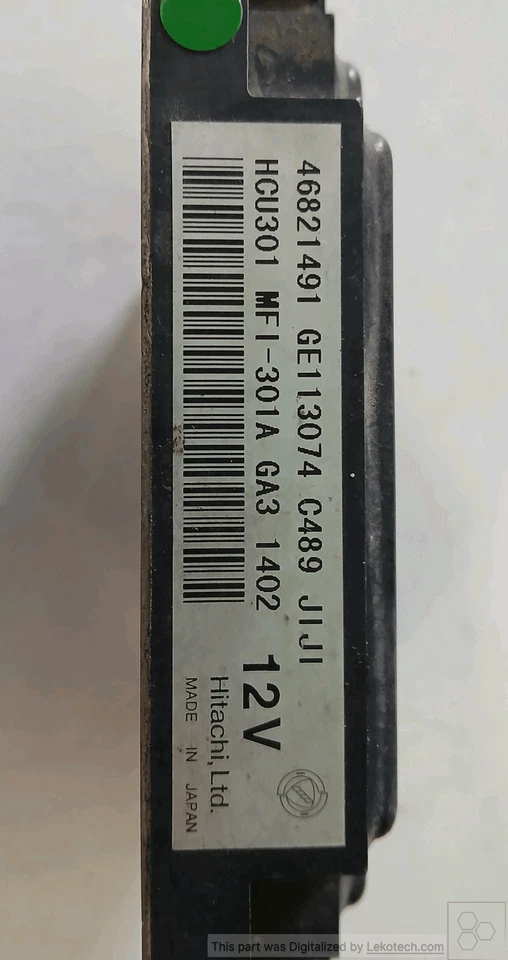 46821491 GE113074 C489 JIJI
HCU301 MFI-301A GA3 1402
12V
Hitachi, Ltd.
MADE IN JAPAN
This part was Digitalized by Lekotech.com